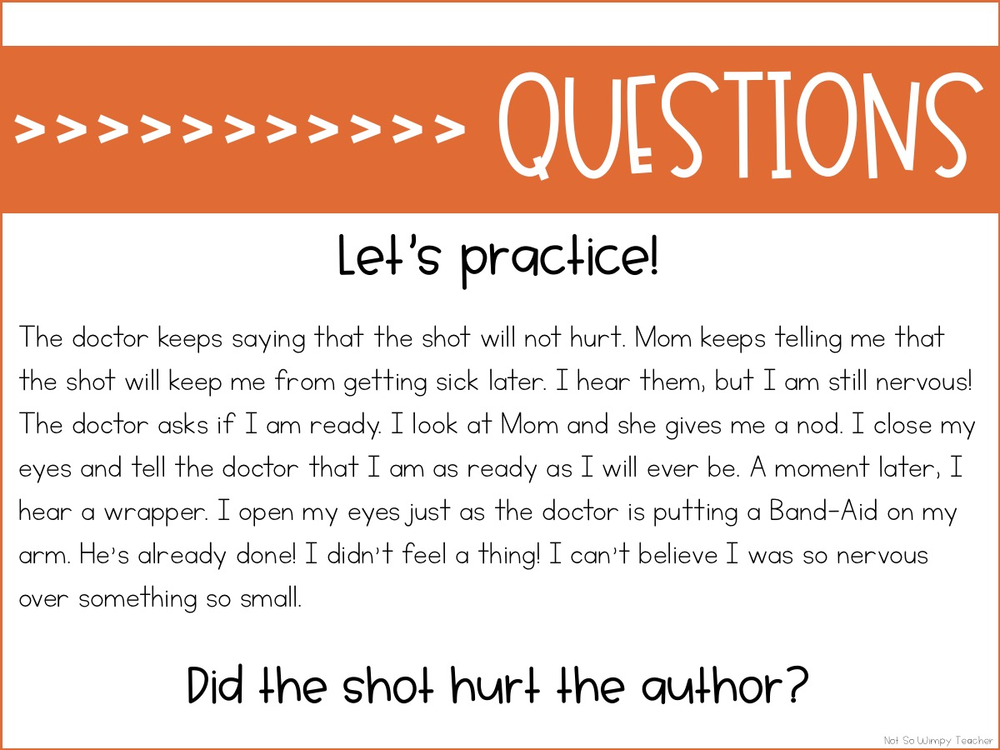 >>>>>>>>>>> QUESTIONS
Let's practice!
The doctor keeps saying that the shot will not hurt. Mom keeps telling me that
the shot will keep me from getting sick later. I hear them, but I am still nervous!
The doctor asks if I am ready. I look at Mom and she gives me a nod. I close my
eyes and tell the doctor that I am as ready as I will ever be. A moment later, I
hear a wrapper. I open my eyes just as the doctor is putting a Band-Aid on my
arm. He's already done! I didn't feel a thing! I can't believe I was so nervous
over something so small.
Did the shot hurt the author?
Not So Wimpy Teacher